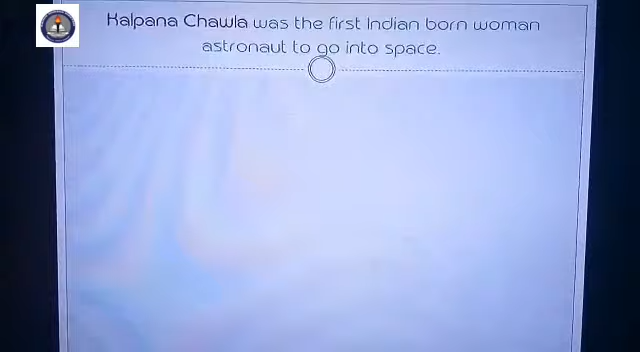 Kalpana Chawla was the first Indian born woman
astronaut to go into space.